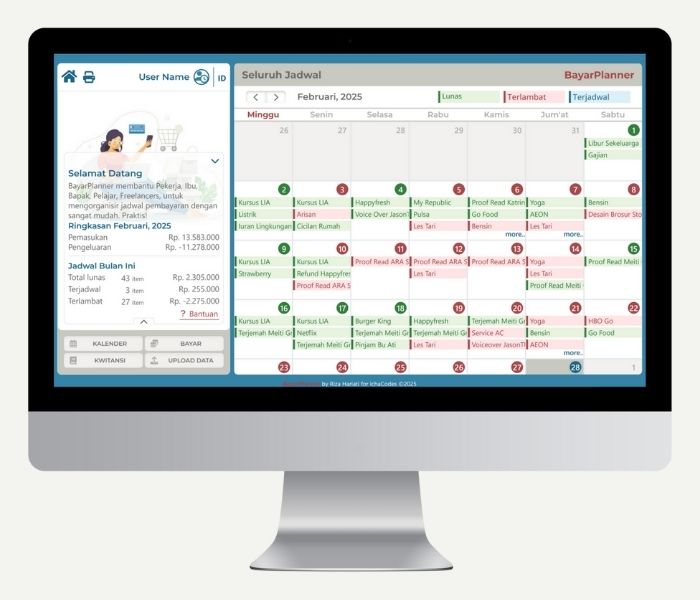 User Name
ID
Selamat Datang
BayarPlanner membantu Pekerja, Ibu,
Bapak, Pelajar, Freelancers, untuk
mengorganisir jadwal pembayaran dengan
sangat mudah. Praktis!
Ringkasan Februari, 2025
Pemasukan Rp. 13.583.000
Pengeluaran Rp. -11.278.000
Jadwal Bulan Ini
Total lunas 43 item Rp. 2.305.000
Terjadwal 3 item Rp. 255.000
Terlambat 27 item Rp. -2.275.000
? Bantuan
KALENDER BAYAR
KWITANSI UPLOAD DATA
Seluruh Jadwal BayarPlanner
Februari, 2025 Lunas Terlambat Terjadwal
Minggu Senin Selasa Rabu Kamis Jum'at Sabtu
26 27 28 29 30 31 1
Libur Sekeluarga
Gajian
2 3 4 5 6 7 8
Kursus LIA Kursus LIA Happyfresh My Republic Proof Read Katrin Yoga Bensin
Listrik Arisan Voice Over JasonT Pulsa Go Food AEON Desain Brosur Sto
Iuran Lingkungan Cicilan Rumah Les Tari Bensin Les Tari
more.. more..
9 10 11 12 13 14 15
Kursus LIA Kursus LIA Proof Read ARA S Proof Read ARA S Proof Read ARA S Yoga Proof Read Meiti
Strawberry Refund Happyfres Les Tari Les Tari
Proof Read ARA S Proof Read Meiti
16 17 18 19 20 21 22
Kursus LIA Kursus LIA Burger King Happyfresh Terjemah Meiti Gr Yoga HBO Go
Terjemah Meiti Gr Netflix Terjemah Meiti Gr Terjemah Meiti Gr Service AC Bensin Go Food
Terjemah Meiti Gr Pinjam Bu Ati Les Tari Voiceover JasonTh AEON
more..
23 24 25 26 27 28 1
BayarPlanner by Riza Hariati for IchaCodes ©2025